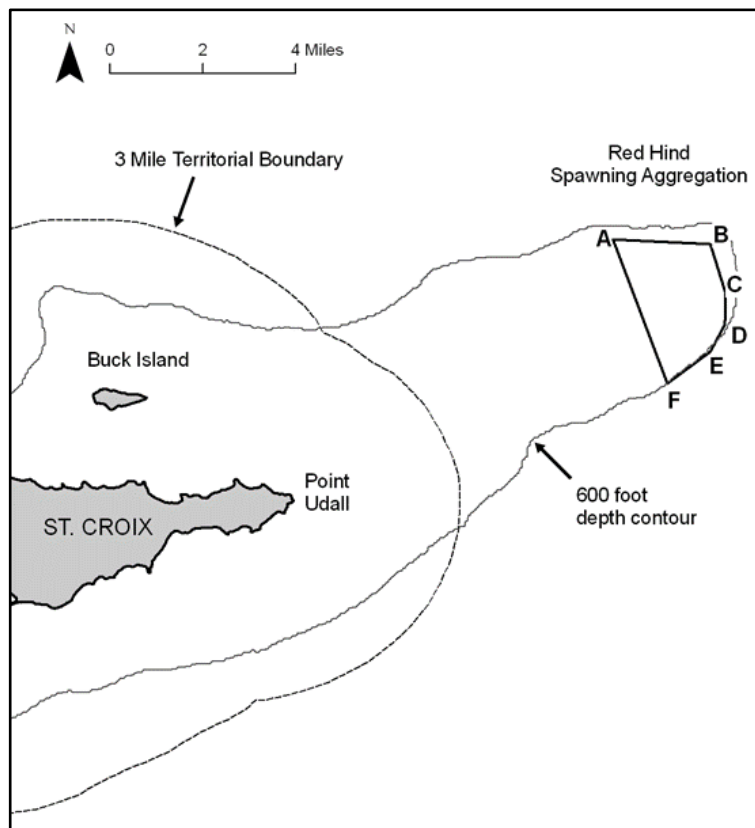 N
0 2 4 Miles
3 Mile Territorial Boundary
Red Hind
Spawning Aggregation
A
B
C
D
E
F
Buck Island
Point
Udall
ST. CROIX
600 foot
depth contour